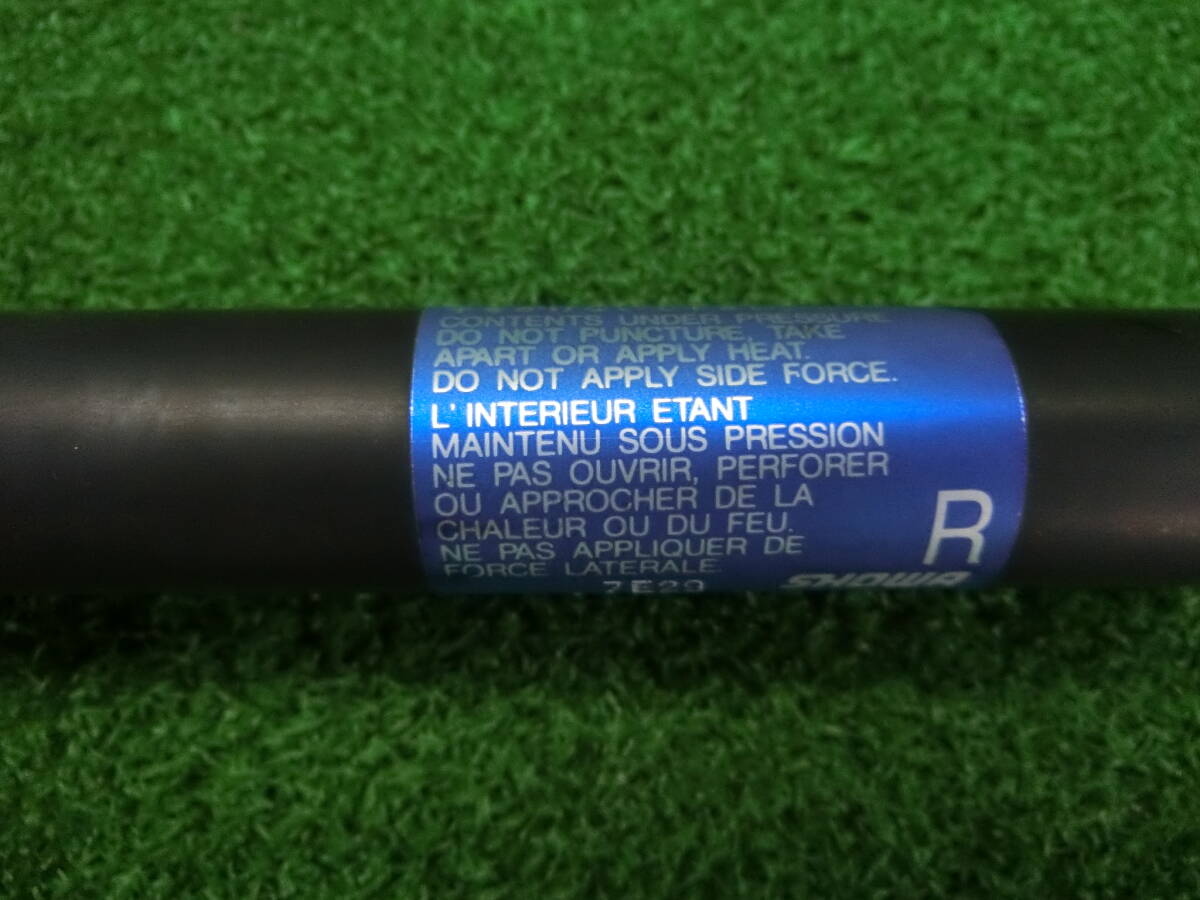 CONTENTS UNDER PRESSURE
DO NOT PUNCTURE, TAKE
APART OR APPLY HEAT.
DO NOT APPLY SIDE FORCE.
L'INTERIEUR ETANT
MAINTENU SOUS PRESSION
NE PAS OUVRIR, PERFORER
OU APPROCHER DE LA
CHALEUR OU DU FEU.
NE PAS APPLIQUER DE
FORCE LATERALE.
R
7E29
SHOWA